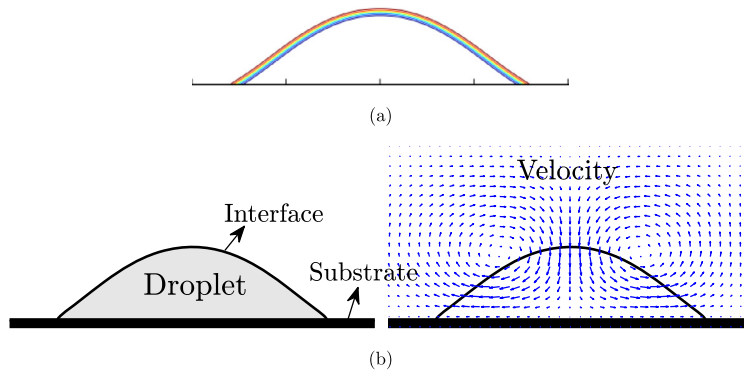 (a)
Velocity
Interface
Substrate
Droplet
(b)